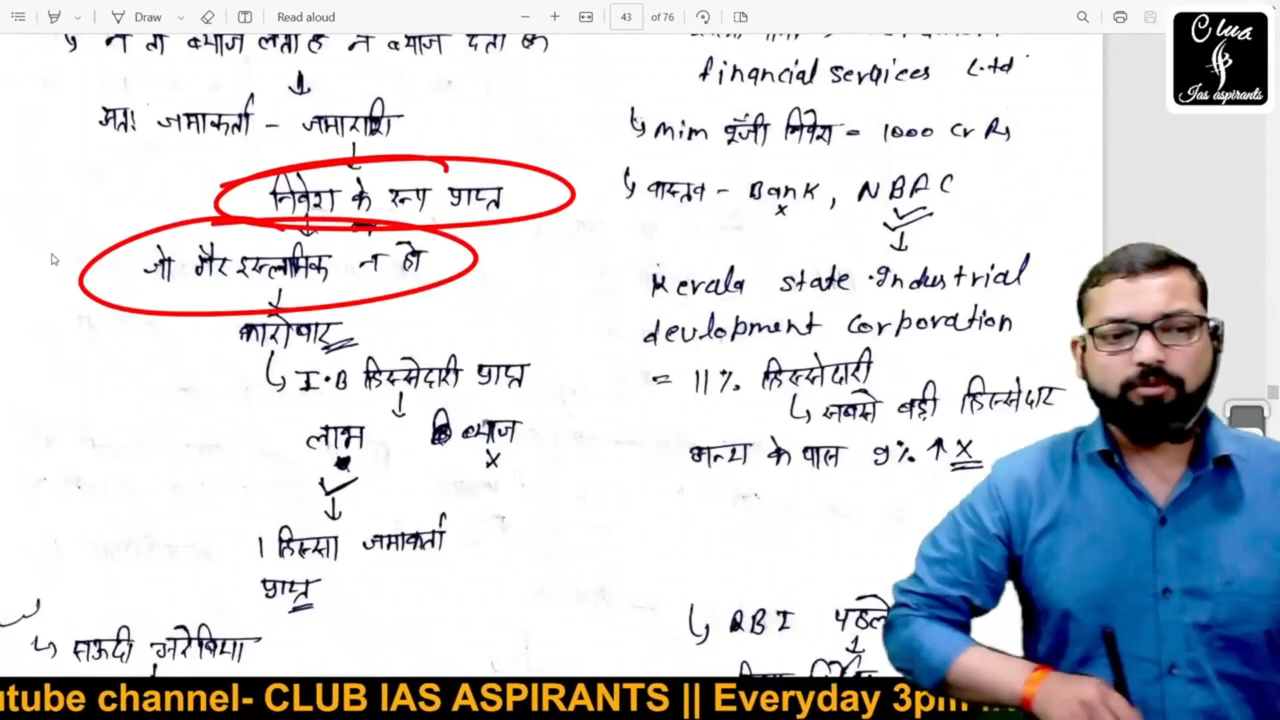 Draw
Read aloud
43 of 76
Club
Ias aspirants
न तो ब्याज लेता है न ब्याज देता है
अतः जमाकर्ता - जमाराशि
निवेश के रूप प्राप्त
जो गैर इस्लामिक न हो
कारोबार
I.B हिस्सेदारी प्राप्त
लाभ ब्याज x
1 हिस्सा जमाकर्ता
प्राप्त
सऊदी अरेबिया
financial services Ltd
mim पूँजी निवेश = 1000 Cr Rs
वास्तव - Bank x, NBFC
Kerala state Industrial
devulopment corporation
= 11% हिस्सेदारी
सबसे बड़ी हिस्सेदार
अन्य के पास 9% ↑ X
RBI पहले
utube channel- CLUB IAS ASPIRANTS || Everyday 3pm